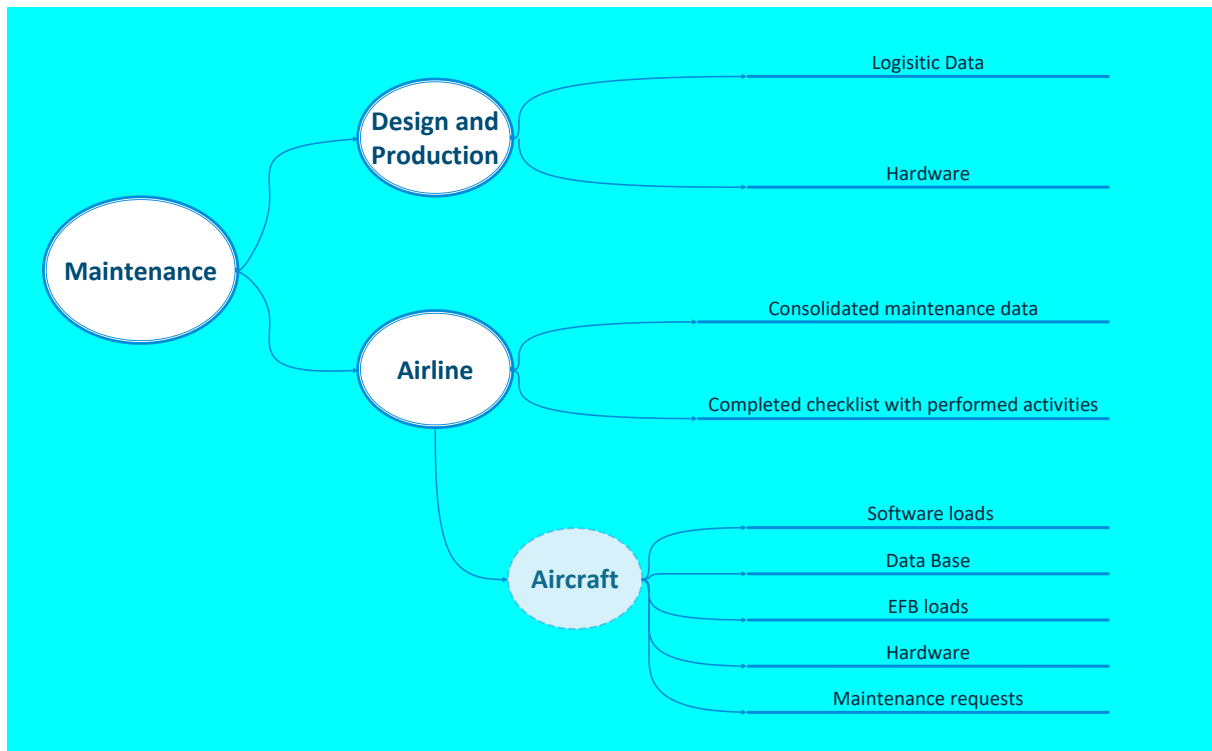 Logisitic Data
Design and
Production
Hardware
Maintenance
Consolidated maintenance data
Airline
Completed checklist with performed activities
Software loads
Data Base
Aircraft
EFB loads
Hardware
Maintenance requests